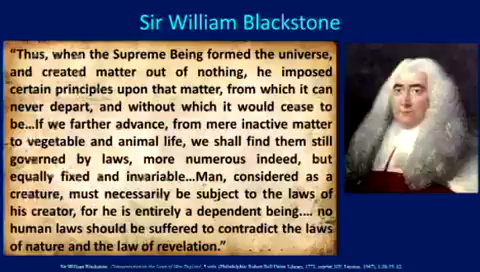 Sir William Blackstone
“Thus, when the Supreme Being formed the universe,
and created matter out of nothing, he imposed
certain principles upon that matter, from which it can
never depart, and without which it would cease to
be...If we farther advance, from mere inactive matter
to vegetable and animal life, we shall find them still
governed by laws, more numerous indeed, but
equally fixed and invariable...Man, considered as a
creature, must necessarily be subject to the laws of
his creator, for he is entirely a dependent being.... no
human laws should be suffered to contradict the laws
of nature and the law of revelation.”
Sir William Blackstone